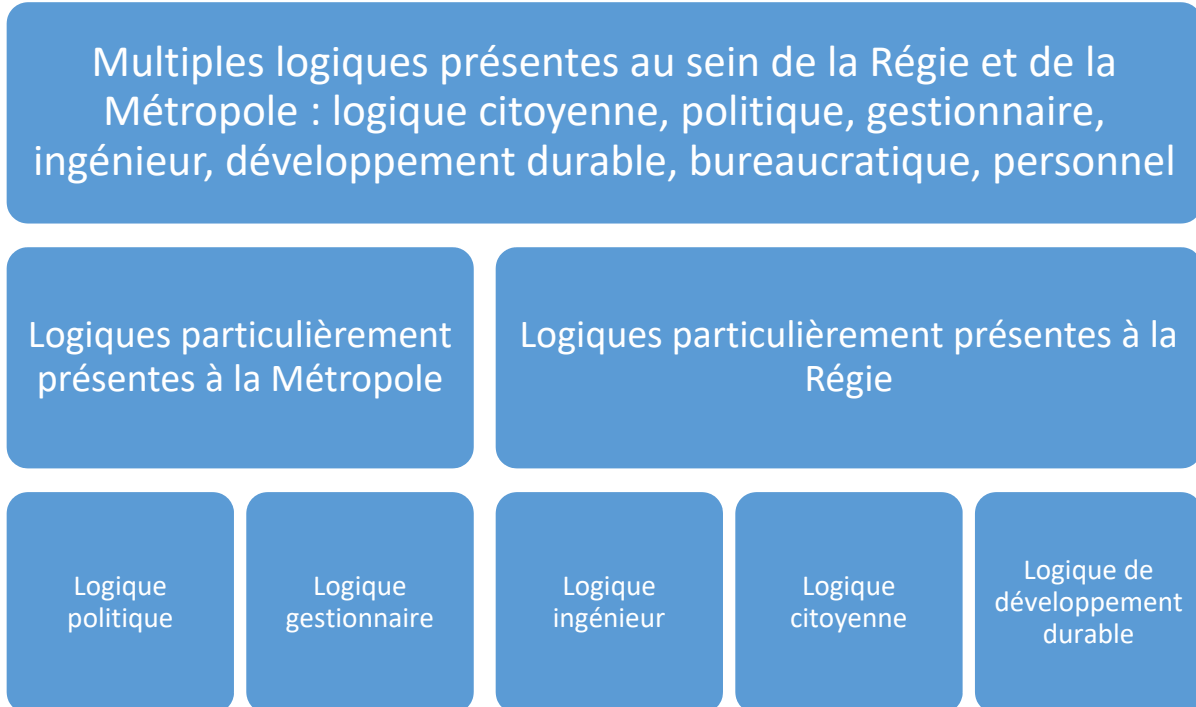 Multiples logiques présentes au sein de la Régie et de la
Métropole : logique citoyenne, politique, gestionnaire,
ingénieur, développement durable, bureaucratique, personnel
Logiques particulièrement
présentes à la Métropole
Logiques particulièrement présentes à la
Régie
Logique
politique
Logique
gestionnaire
Logique
ingénieur
Logique
citoyenne
Logique de
développement
durable